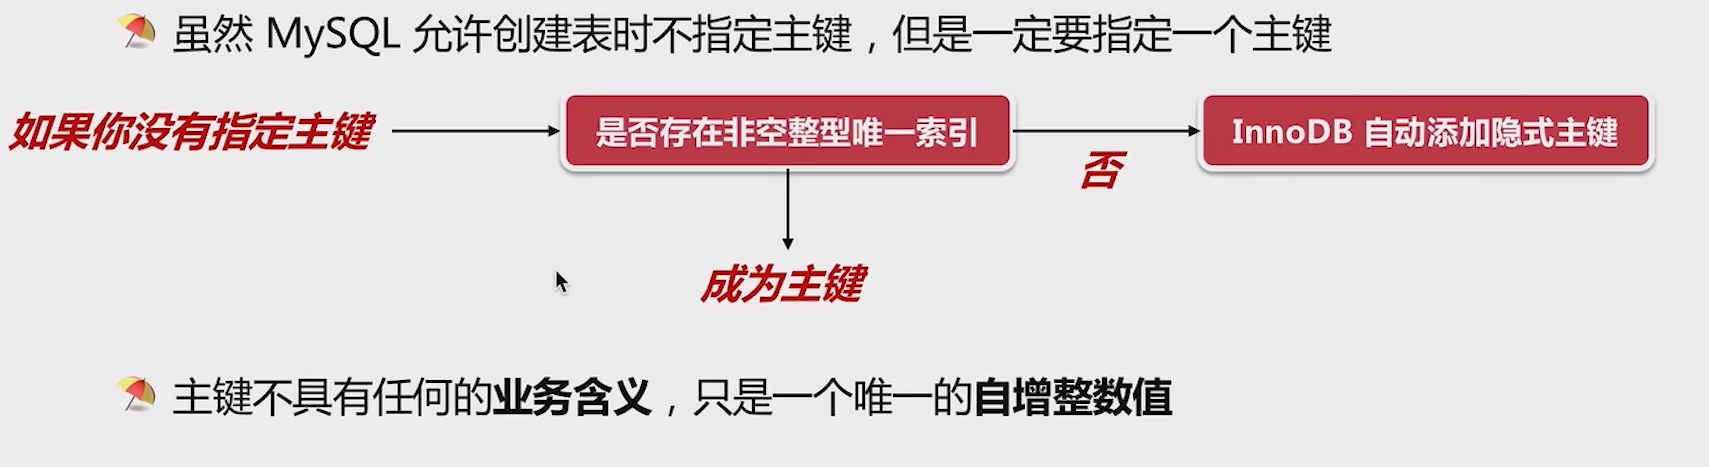 虽然 MySQL 允许创建表时不指定主键，但是一定要指定一个主键
如果你没有指定主键
是否存在非空整型唯一索引
InnoDB 自动添加隐式主键
否
成为主键
主键不具有任何的业务含义，只是一个唯一的自增整数值